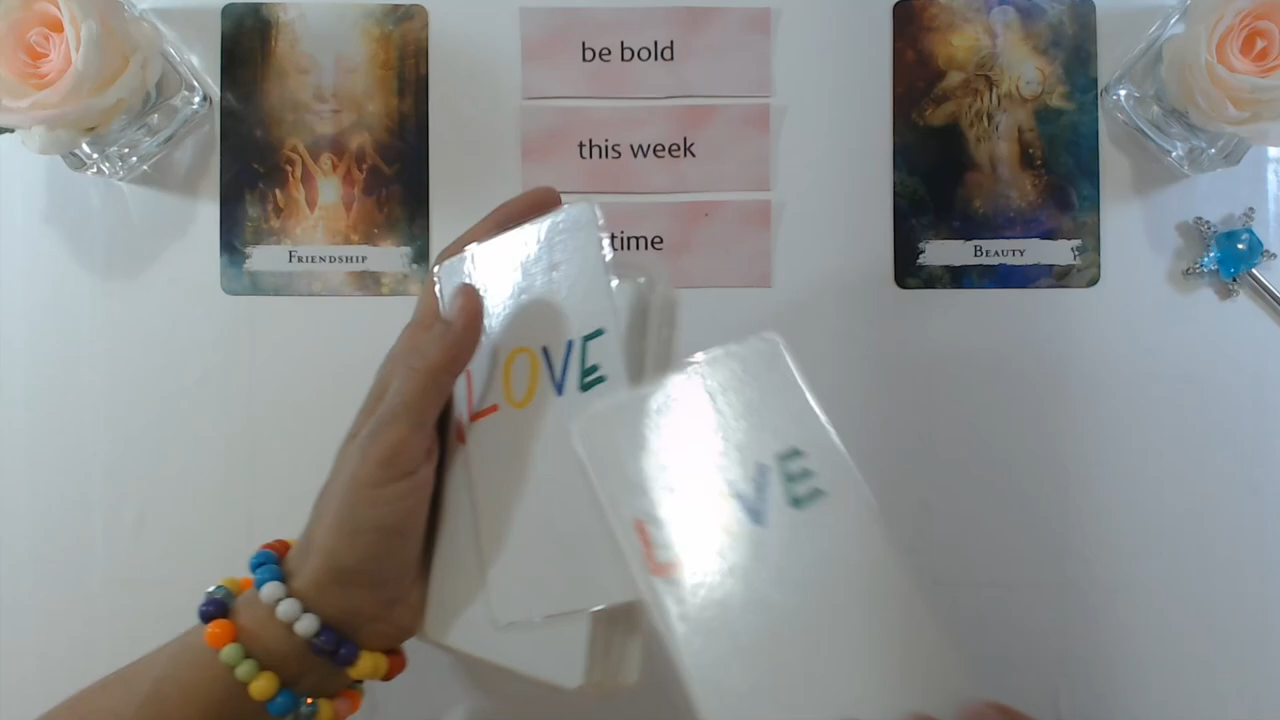 be bold
this week
time
FRIENDSHIP
BEAUTY
LOVE
L VE